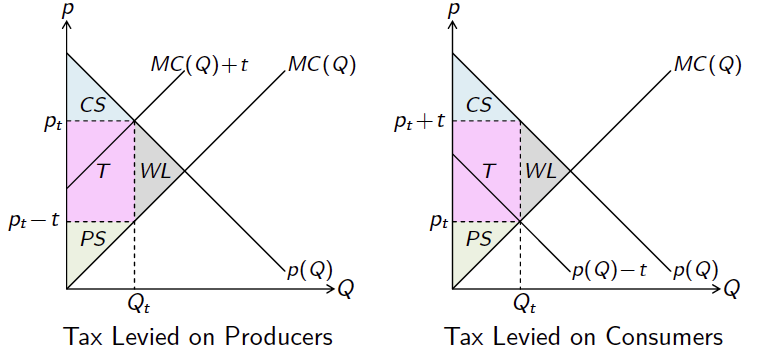 p
MC(Q)+t
MC(Q)
CS
p_t
T
WL
p_t−t
PS
p(Q)
Q_t
Q
Tax Levied on Producers
p
MC(Q)
CS
p_t+t
T
WL
p_t
PS
p(Q)−t
p(Q)
Q_t
Q
Tax Levied on Consumers